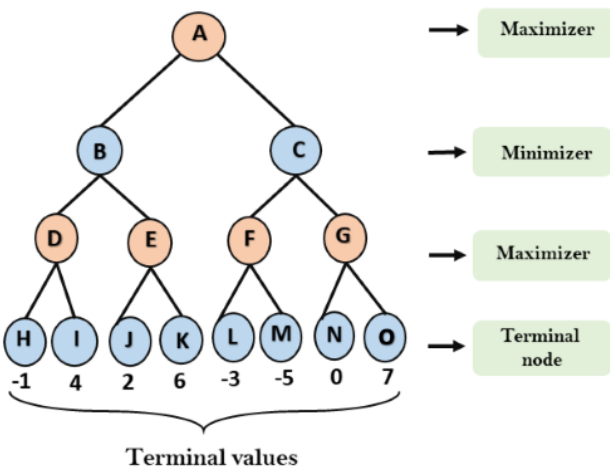 A
Maximizer
B
C
Minimizer
D
E
F
G
Maximizer
H
I
J
K
L
M
N
O
Terminal
node
-1
4
2
6
-3
-5
0
7
Terminal values